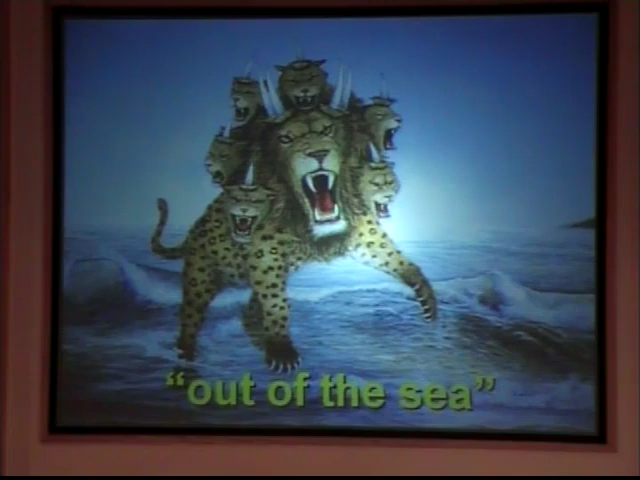 “out of the sea”